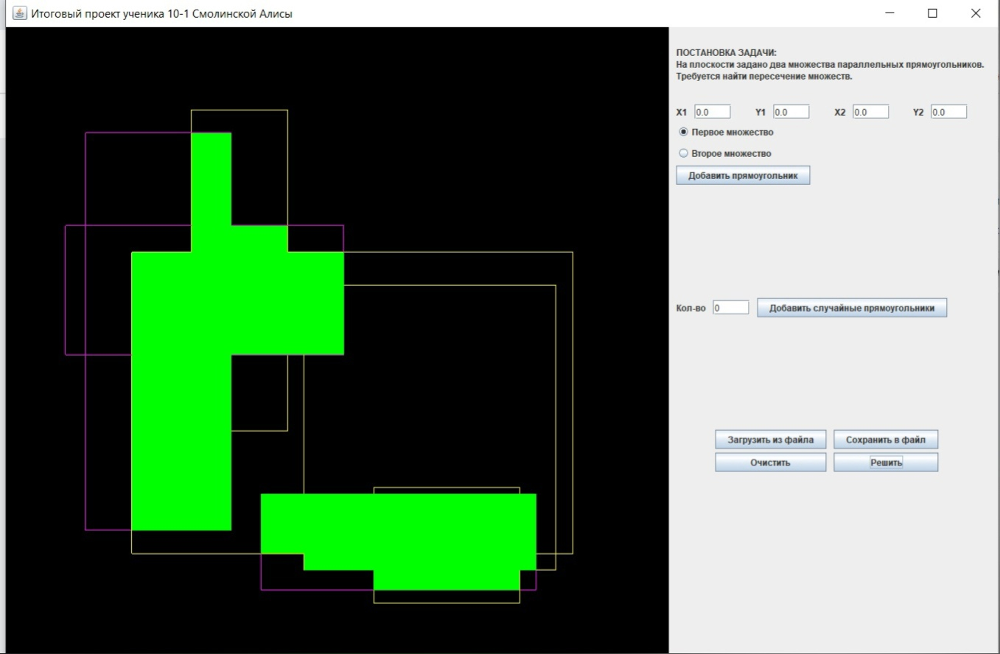 Итоговый проект ученика 10-1 Смолинской Алисы
ПОСТАНОВКА ЗАДАЧИ:
На плоскости задано два множества параллельных прямоугольников.
Требуется найти пересечение множеств.
X1 0.0 Y1 0.0 X2 0.0 Y2 0.0
Первое множество
Второе множество
Добавить прямоугольник
Кол-во 0 Добавить случайные прямоугольники
Загрузить из файла Сохранить в файл
Очистить Решить